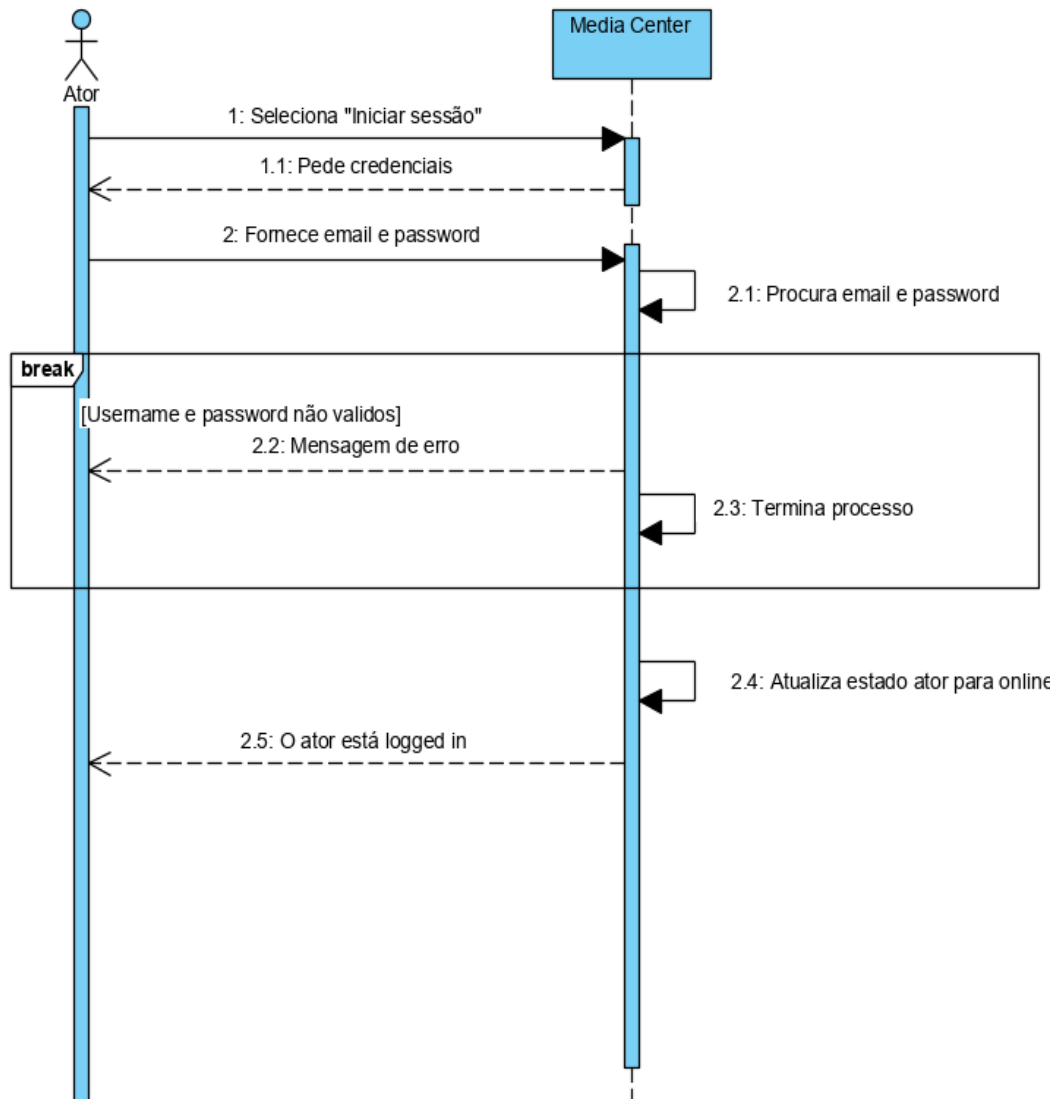 Media Center
Ator
1: Seleciona "Iniciar sessão"
1.1: Pede credenciais
2: Fornece email e password
2.1: Procura email e password
break
[Username e password não validos]
2.2: Mensagem de erro
2.3: Termina processo
2.4: Atualiza estado ator para online
2.5: O ator está logged in